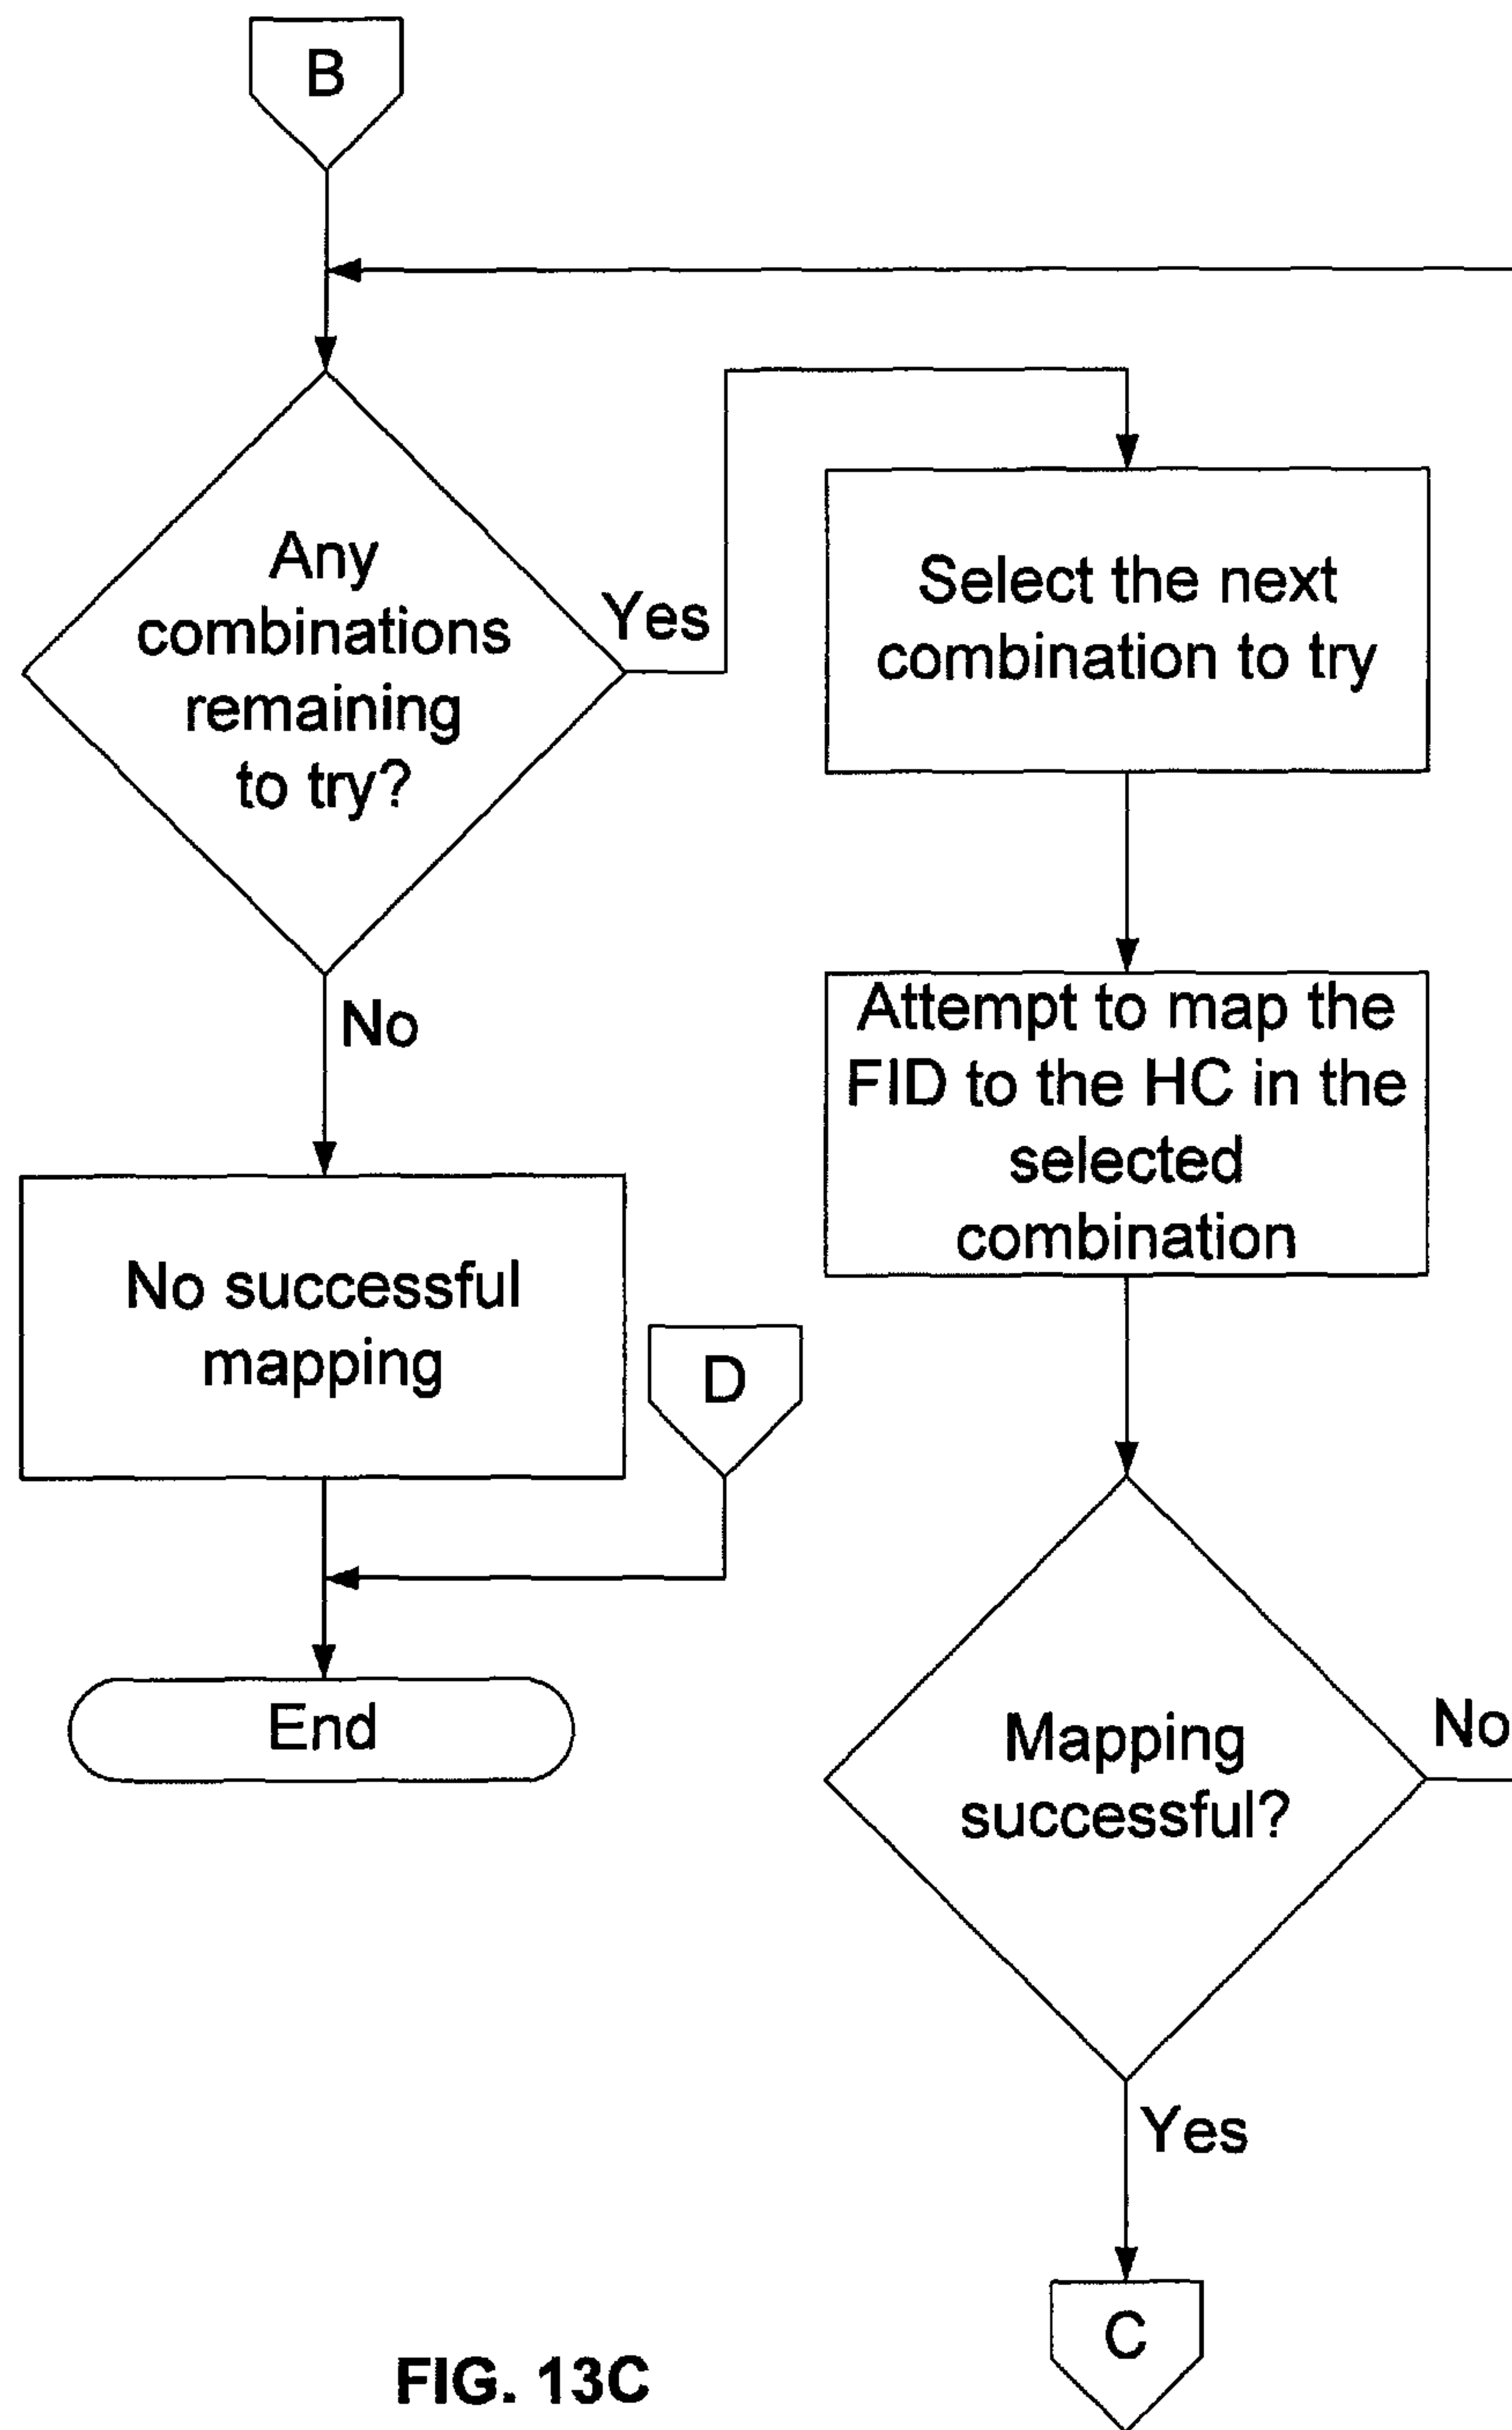 B
Any
combinations
remaining
to try?
Yes
Select the next
combination to try
No
Attempt to map the
FID to the HC in the
selected
combination
No successful
mapping
D
End
Mapping
successful?
No
Yes
C
FIG. 13C